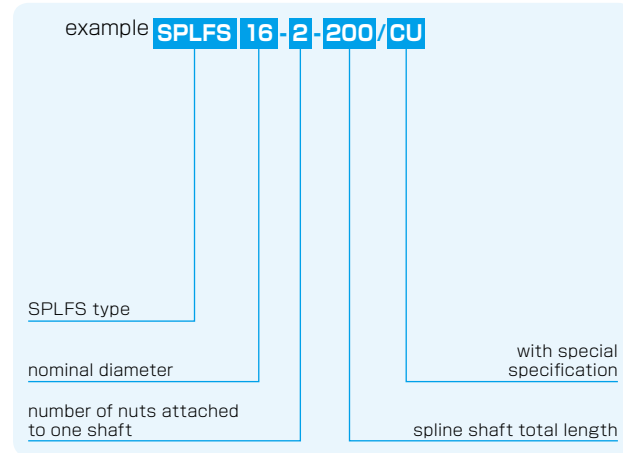 example SPLFS 16-2-200/CU
SPLFS type
nominal diameter
number of nuts attached
to one shaft
with special
specification
spline shaft total length